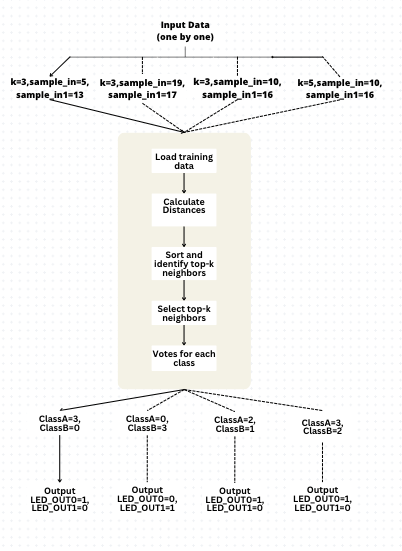 Input Data
(one by one)
k=3,sample_in=5,
sample_in1=13
k=3,sample_in=19,
sample_in1=17
k=3,sample_in=10,
sample_in1=16
k=5,sample_in=10,
sample_in1=16
Load training
data
Calculate
Distances
Sort and
identify top-k
neighbors
Select top-k
neighbors
Votes for each
class
ClassA=3,
ClassB=0
ClassA=0,
ClassB=3
ClassA=2,
ClassB=1
ClassA=3,
ClassB=2
Output
LED_OUT0=1,
LED_OUT1=0
Output
LED_OUT0=0,
LED_OUT1=1
Output
LED_OUT0=1,
LED_OUT1=0
Output
LED_OUT0=1,
LED_OUT1=0